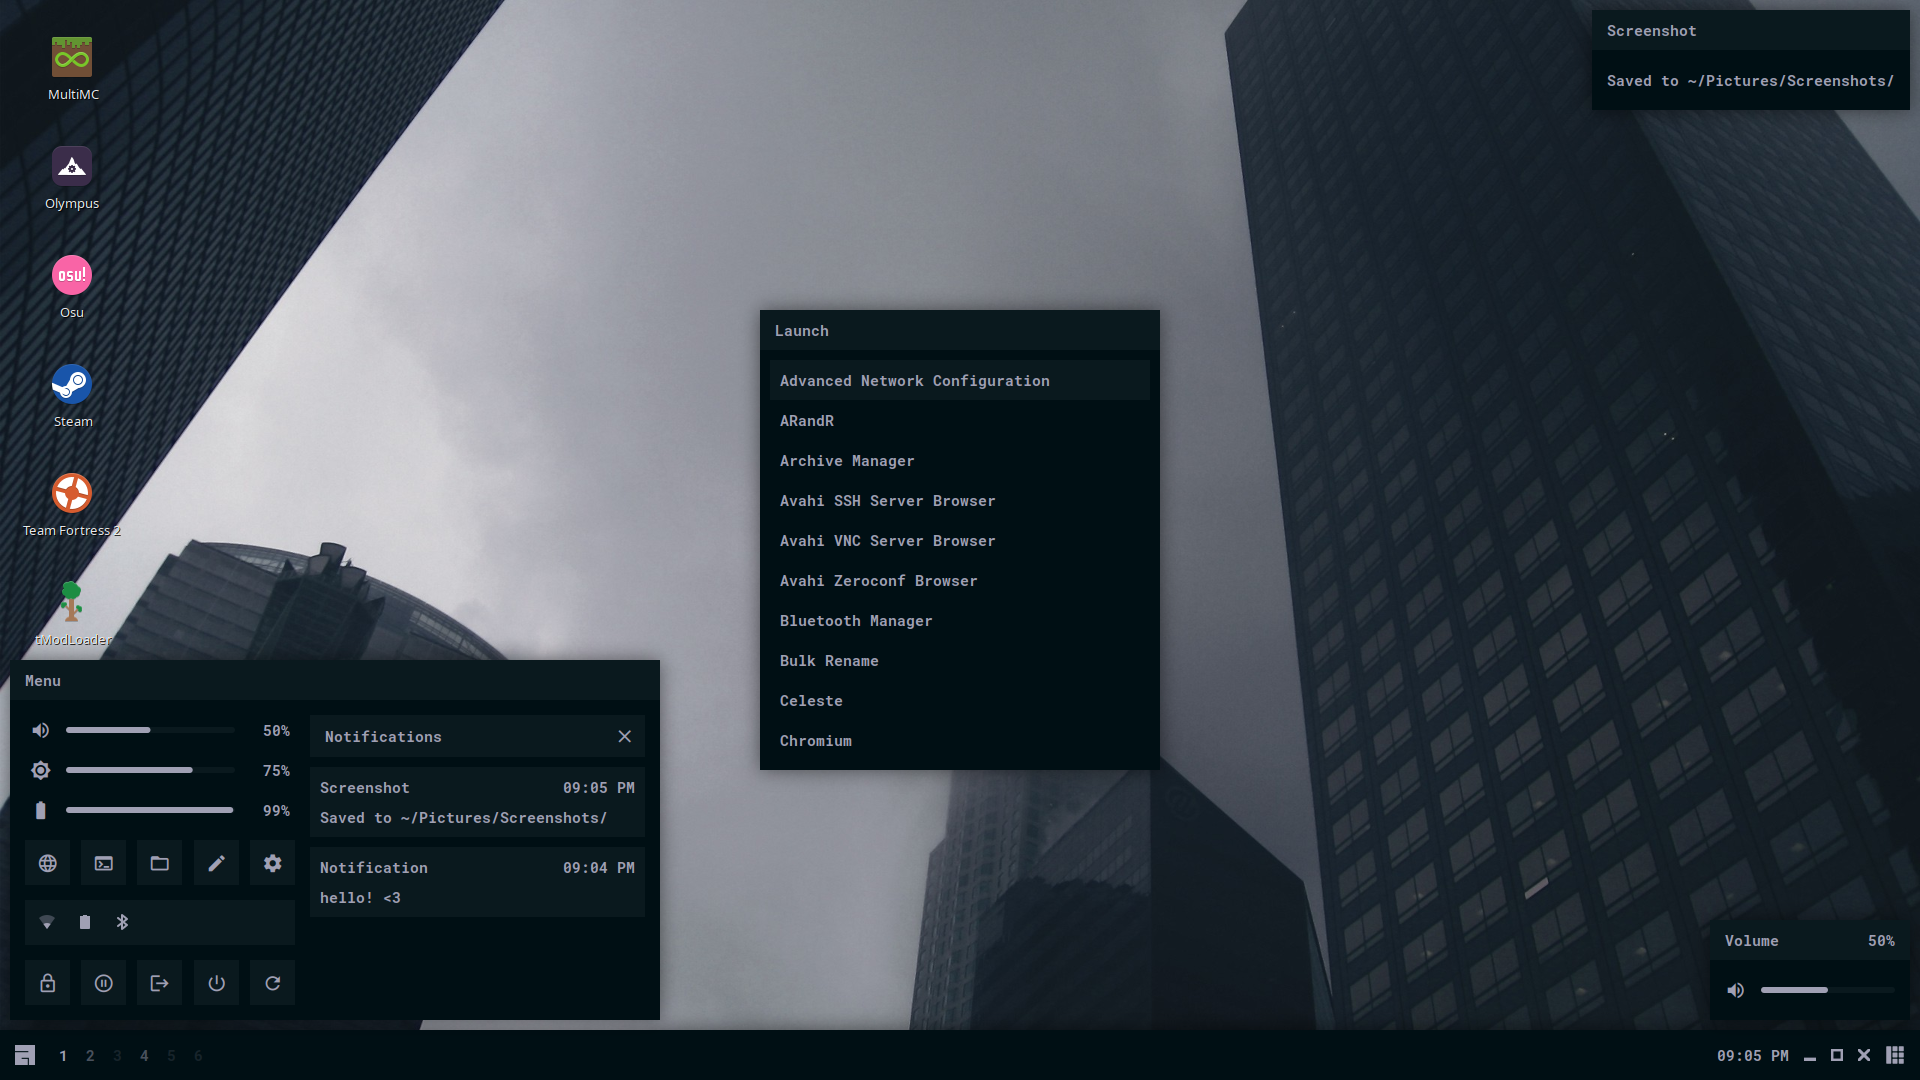 MultiMC
Olympus
osu!
Osu
Steam
Team Fortress 2
tModLoader
Screenshot
Saved to ~/Pictures/Screenshots/
Launch
Advanced Network Configuration
ARandR
Archive Manager
Avahi SSH Server Browser
Avahi VNC Server Browser
Avahi Zeroconf Browser
Bluetooth Manager
Bulk Rename
Celeste
Chromium
Menu
50%
75%
99%
Notifications
Screenshot 09:05 PM
Saved to ~/Pictures/Screenshots/
Notification 09:04 PM
hello! <3
Volume 50%
1 2 3 4 5 6
09:05 PM